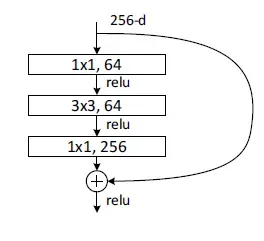 256-d
1x1, 64
relu
3x3, 64
relu
1x1, 256
relu